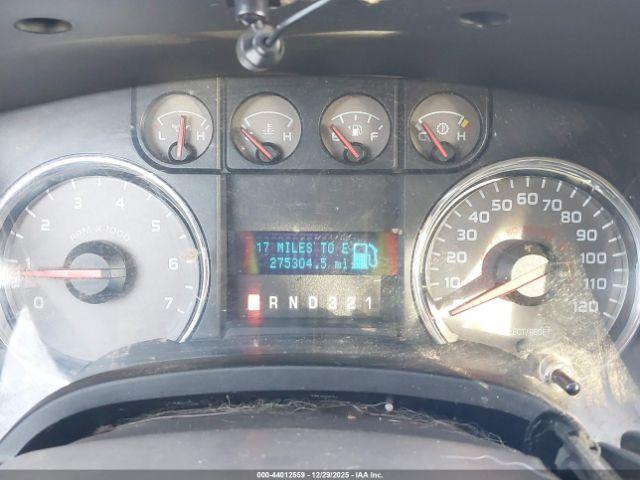 L H
H
E F
C H
1 2 3 4 5 6 7 0
RPM X 1000
17 MILES TO E
275304.5 mi
R N D 3 2 1
10 20 30 40 50 60 70 80 90 100 110 120
SELECT/RESET
000-44012559 | 12/29/2025 - IAAI.com